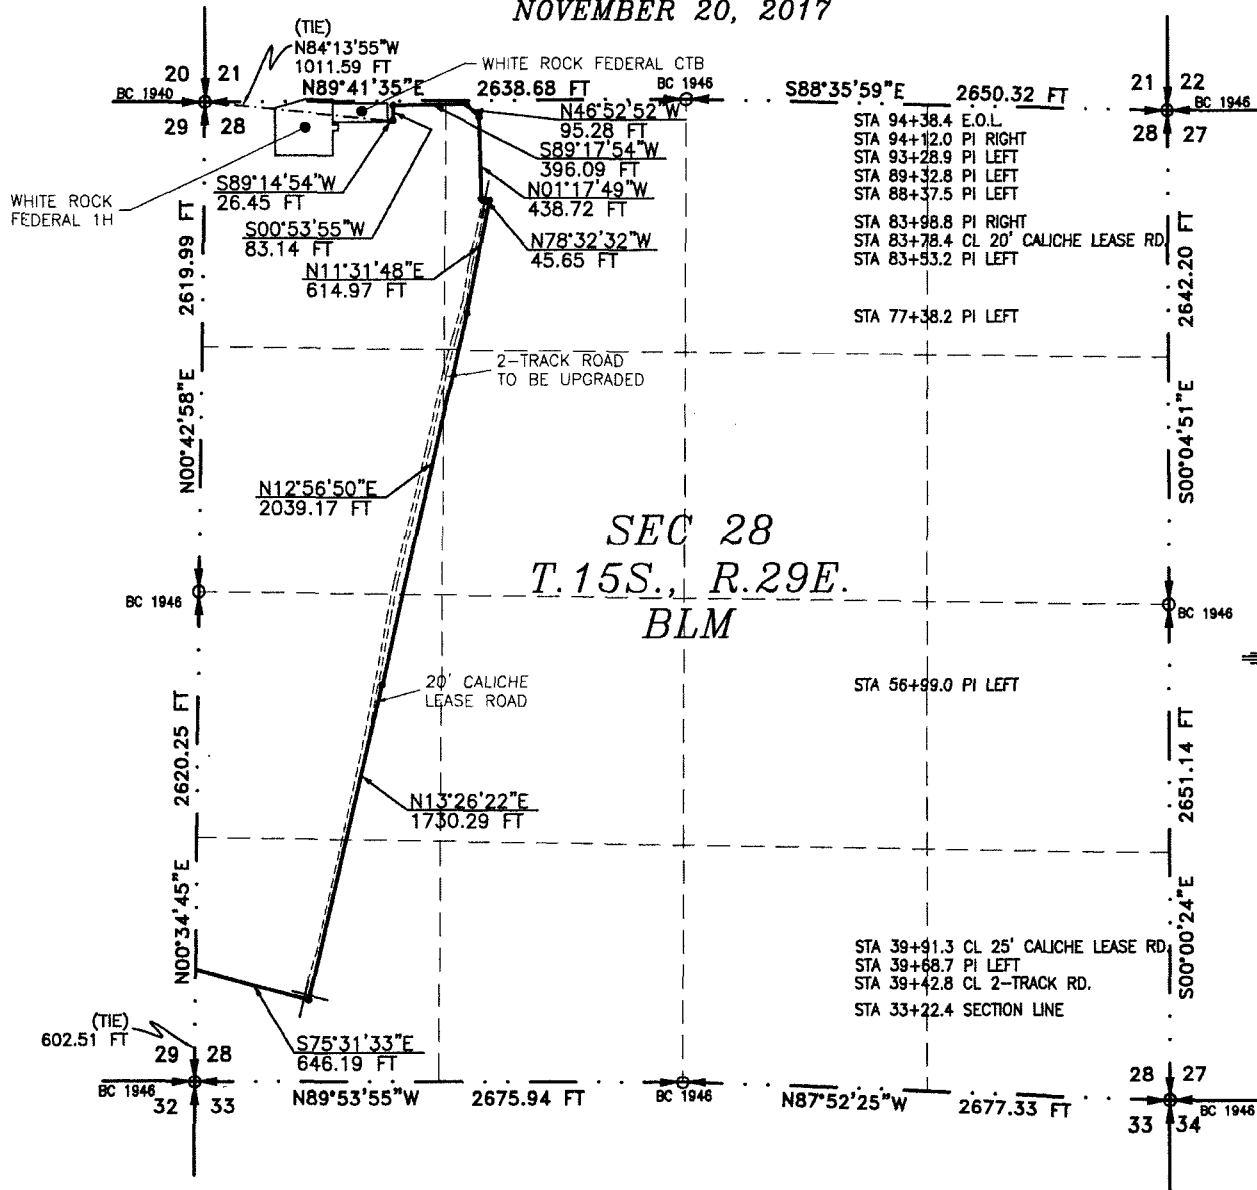 NOVEMBER 20, 2017
(TIE)
N84°13'55"W
1011.59 FT
WHITE ROCK FEDERAL CTB
20 21
BC 1940
29 28
N89°41'35"E 2638.68 FT
BC 1946
S88°35'59"E 2650.32 FT
21 22
BC 1946
28 27
N46°52'52"W
95.28 FT
S89°17'54"W
396.09 FT
N01°17'49"W
438.72 FT
N78°32'32"W
45.65 FT
WHITE ROCK
FEDERAL 1H
S89°14'54"W
26.45 FT
S00°53'55"W
83.14 FT
N11°31'48"E
614.97 FT
STA 94+38.4 E.O.L.
STA 94+12.0 PI RIGHT
STA 93+28.9 PI LEFT
STA 89+32.8 PI LEFT
STA 88+37.5 PI LEFT
STA 83+98.8 PI RIGHT
STA 83+78.4 CL 20' CALICHE LEASE RD.
STA 83+53.2 PI LEFT
STA 77+38.2 PI LEFT
N00°42'58"E 2619.99 FT
S00°04'51"E 2642.20 FT
2-TRACK ROAD
TO BE UPGRADED
N12°56'50"E
2039.17 FT
SEC 28
T.15S., R.29E.
BLM
BC 1946
BC 1946
20' CALICHE
LEASE ROAD
STA 56+99.0 PI LEFT
N13°26'22"E
1730.29 FT
N00°34'45"E 2620.25 FT
S00°00'24"E 2651.14 FT
STA 39+91.3 CL 25' CALICHE LEASE RD.
STA 39+68.7 PI LEFT
STA 39+42.8 CL 2-TRACK RD.
STA 33+22.4 SECTION LINE
(TIE)
602.51 FT
S75°31'33"E
646.19 FT
29 28
BC 1946
32 33
N89°53'55"W 2675.94 FT
BC 1946
N87°52'25"W 2677.33 FT
28 27
BC 1946
33 34